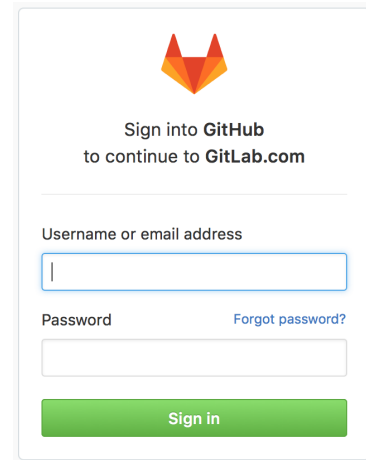 Sign into GitHub
to continue to GitLab.com
Username or email address
Password
Forgot password?
Sign in